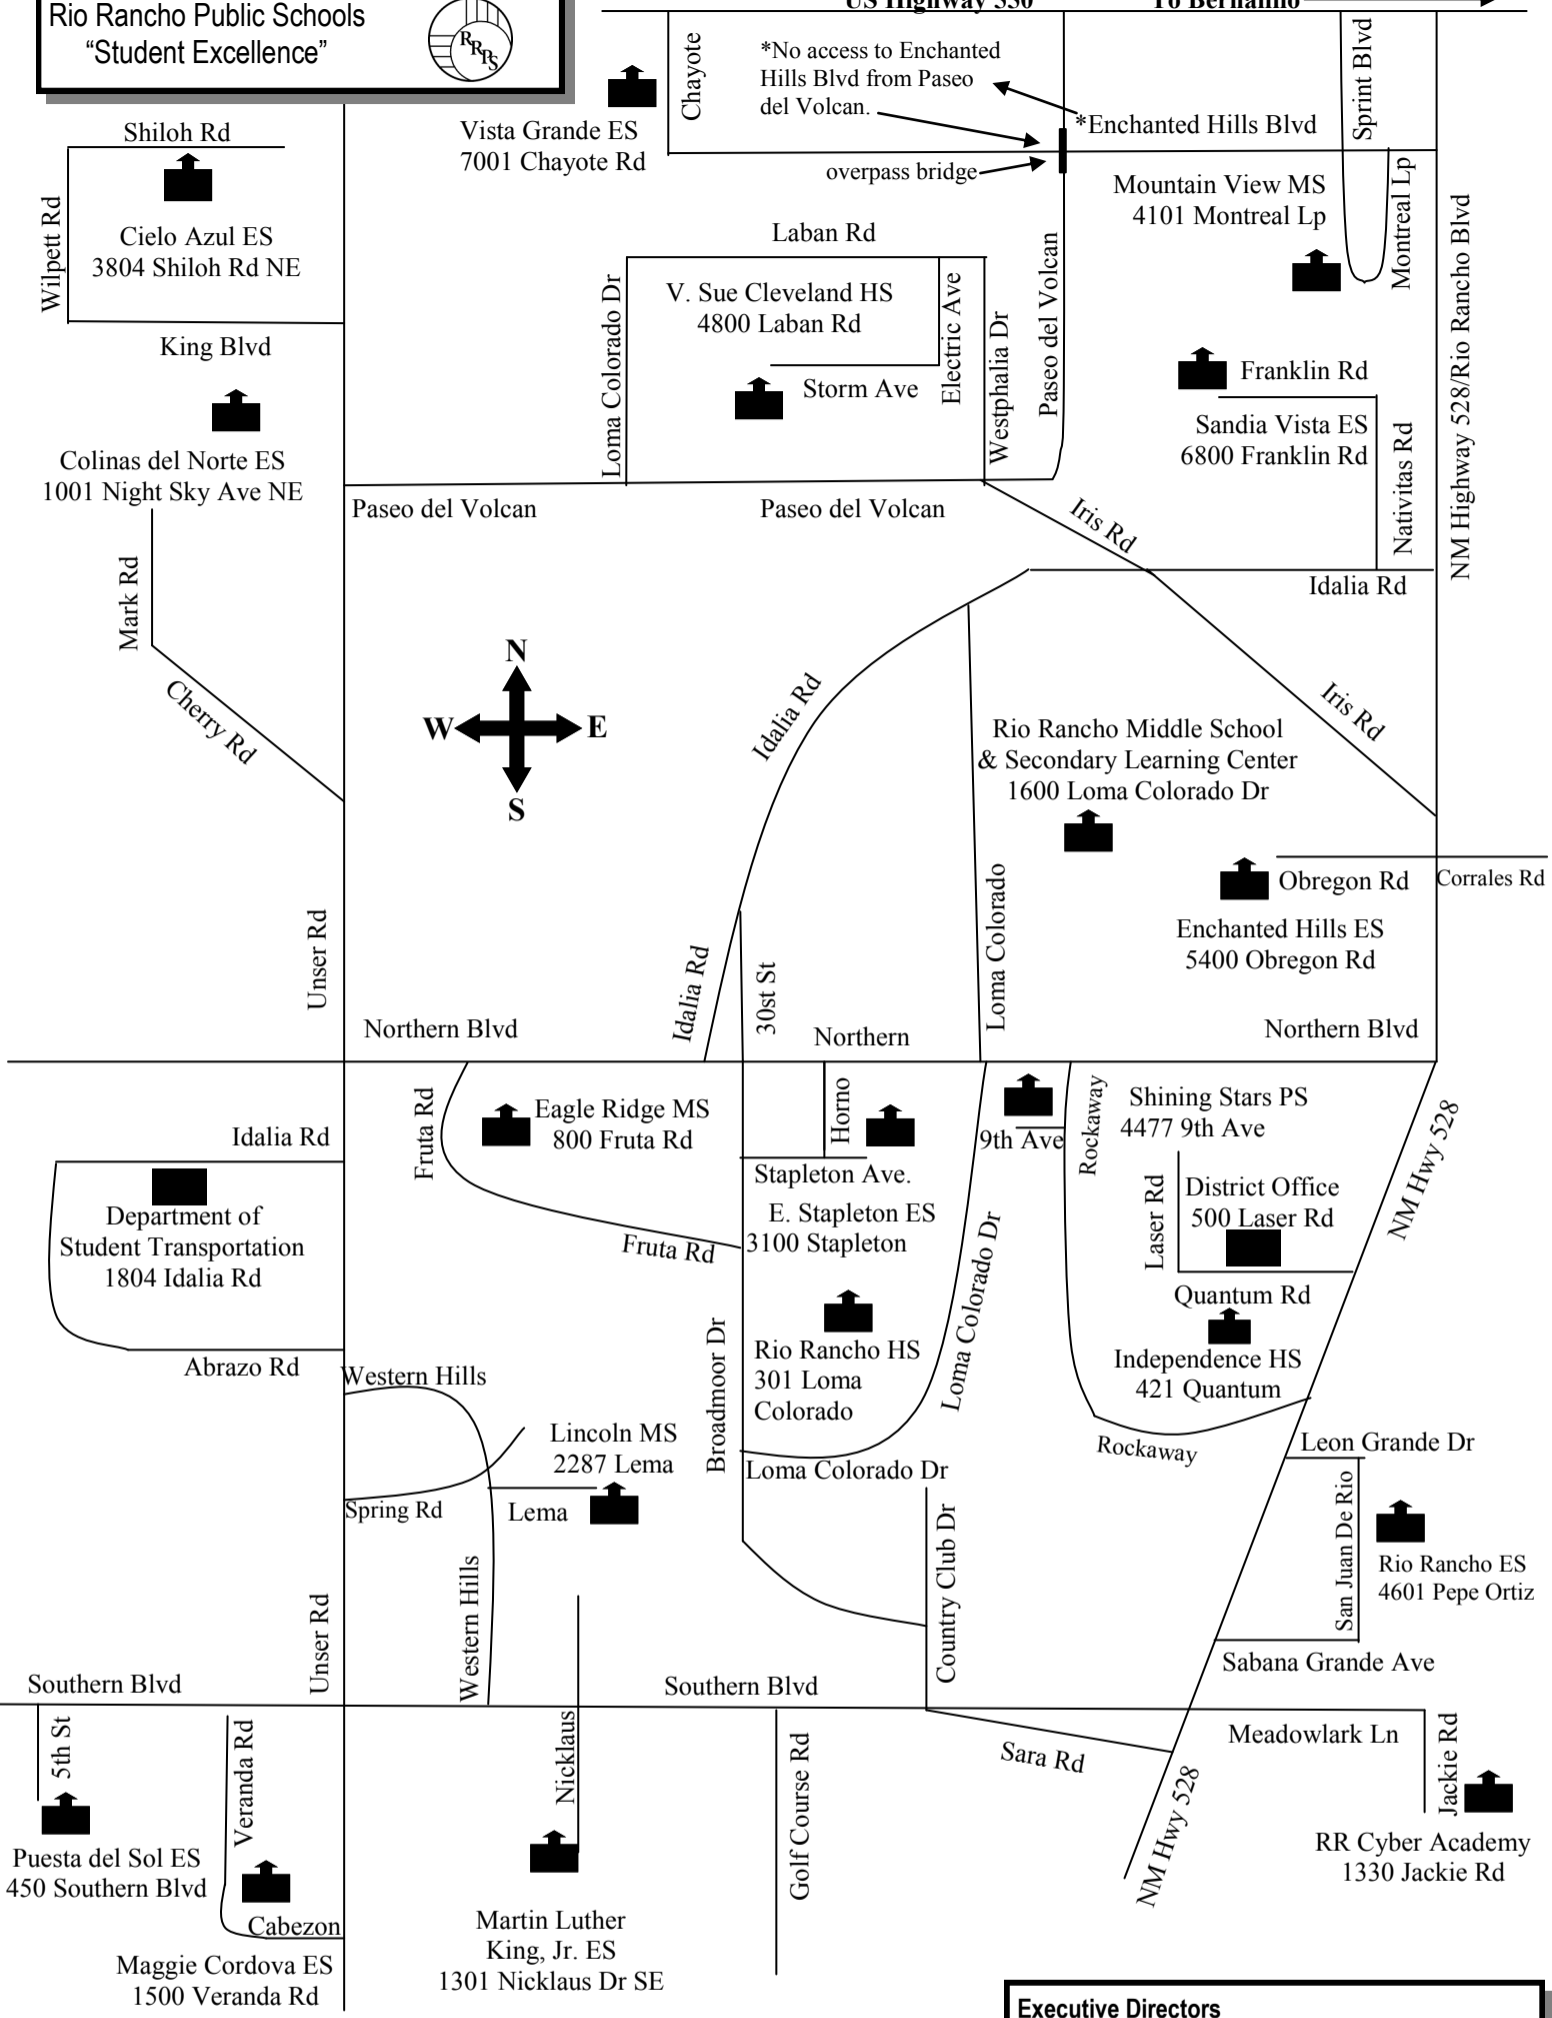 Rio Rancho Public Schools
“Student Excellence”
RRPS
US Highway 550
To Bernalillo
Chayote
*No access to Enchanted
Hills Blvd from Paseo
del Volcan.
*Enchanted Hills Blvd
overpass bridge
Sprint Blvd
Vista Grande ES
7001 Chayote Rd
Shiloh Rd
Wilpett Rd
Cielo Azul ES
3804 Shiloh Rd NE
King Blvd
Mountain View MS
4101 Montreal Lp
Montreal Lp
NM Highway 528/Rio Rancho Blvd
Laban Rd
Loma Colorado Dr
V. Sue Cleveland HS
4800 Laban Rd
Electric Ave
Storm Ave
Westphalia Dr
Paseo del Volcan
Franklin Rd
Sandia Vista ES
6800 Franklin Rd
Nativitas Rd
Colinas del Norte ES
1001 Night Sky Ave NE
Paseo del Volcan
Paseo del Volcan
Iris Rd
Idalia Rd
Mark Rd
Cherry Rd
N
W
E
S
Idalia Rd
Iris Rd
Rio Rancho Middle School
& Secondary Learning Center
1600 Loma Colorado Dr
Obregon Rd
Corrales Rd
Enchanted Hills ES
5400 Obregon Rd
Unser Rd
Idalia Rd
30st St
Loma Colorado
Northern Blvd
Northern
Northern Blvd
Idalia Rd
Fruta Rd
Eagle Ridge MS
800 Fruta Rd
Horno
9th Ave
Rockaway
Shining Stars PS
4477 9th Ave
NM Hwy 528
Stapleton Ave.
E. Stapleton ES
3100 Stapleton
Fruta Rd
Laser Rd
District Office
500 Laser Rd
Quantum Rd
Department of
Student Transportation
1804 Idalia Rd
Abrazo Rd
Loma Colorado Dr
Rio Rancho HS
301 Loma
Colorado
Independence HS
421 Quantum
Broadmoor Dr
Western Hills
Lincoln MS
2287 Lema
Loma Colorado Dr
Rockaway
Leon Grande Dr
Spring Rd
Lema
Country Club Dr
San Juan De Rio
Rio Rancho ES
4601 Pepe Ortiz
Unser Rd
Western Hills
Sabana Grande Ave
Southern Blvd
Southern Blvd
5th St
Veranda Rd
Nicklaus
Golf Course Rd
Sara Rd
Meadowlark Ln
Jackie Rd
NM Hwy 528
Puesta del Sol ES
450 Southern Blvd
RR Cyber Academy
1330 Jackie Rd
Cabezon
Maggie Cordova ES
1500 Veranda Rd
Martin Luther
King, Jr. ES
1301 Nicklaus Dr SE
Executive Directors